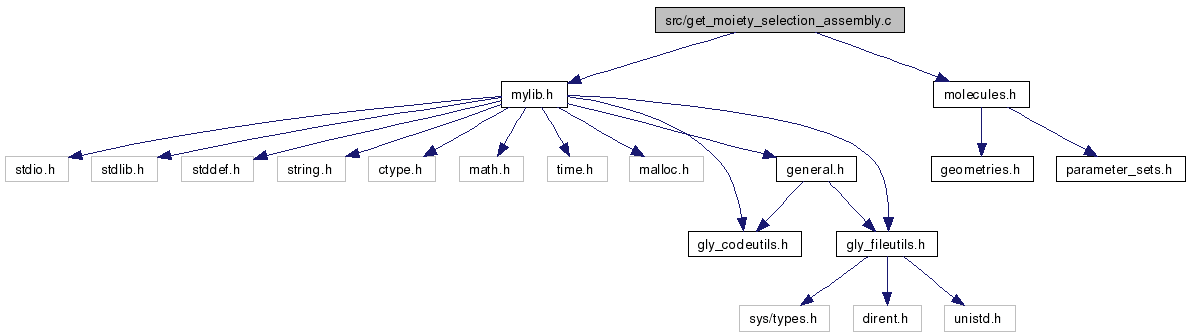 src/get_moiety_selection_assembly.c
mylib.h
molecules.h
stdio.h
stdlib.h
stddef.h
string.h
ctype.h
math.h
time.h
malloc.h
general.h
geometries.h
parameter_sets.h
gly_codeutils.h
gly_fileutils.h
sys/types.h
dirent.h
unistd.h